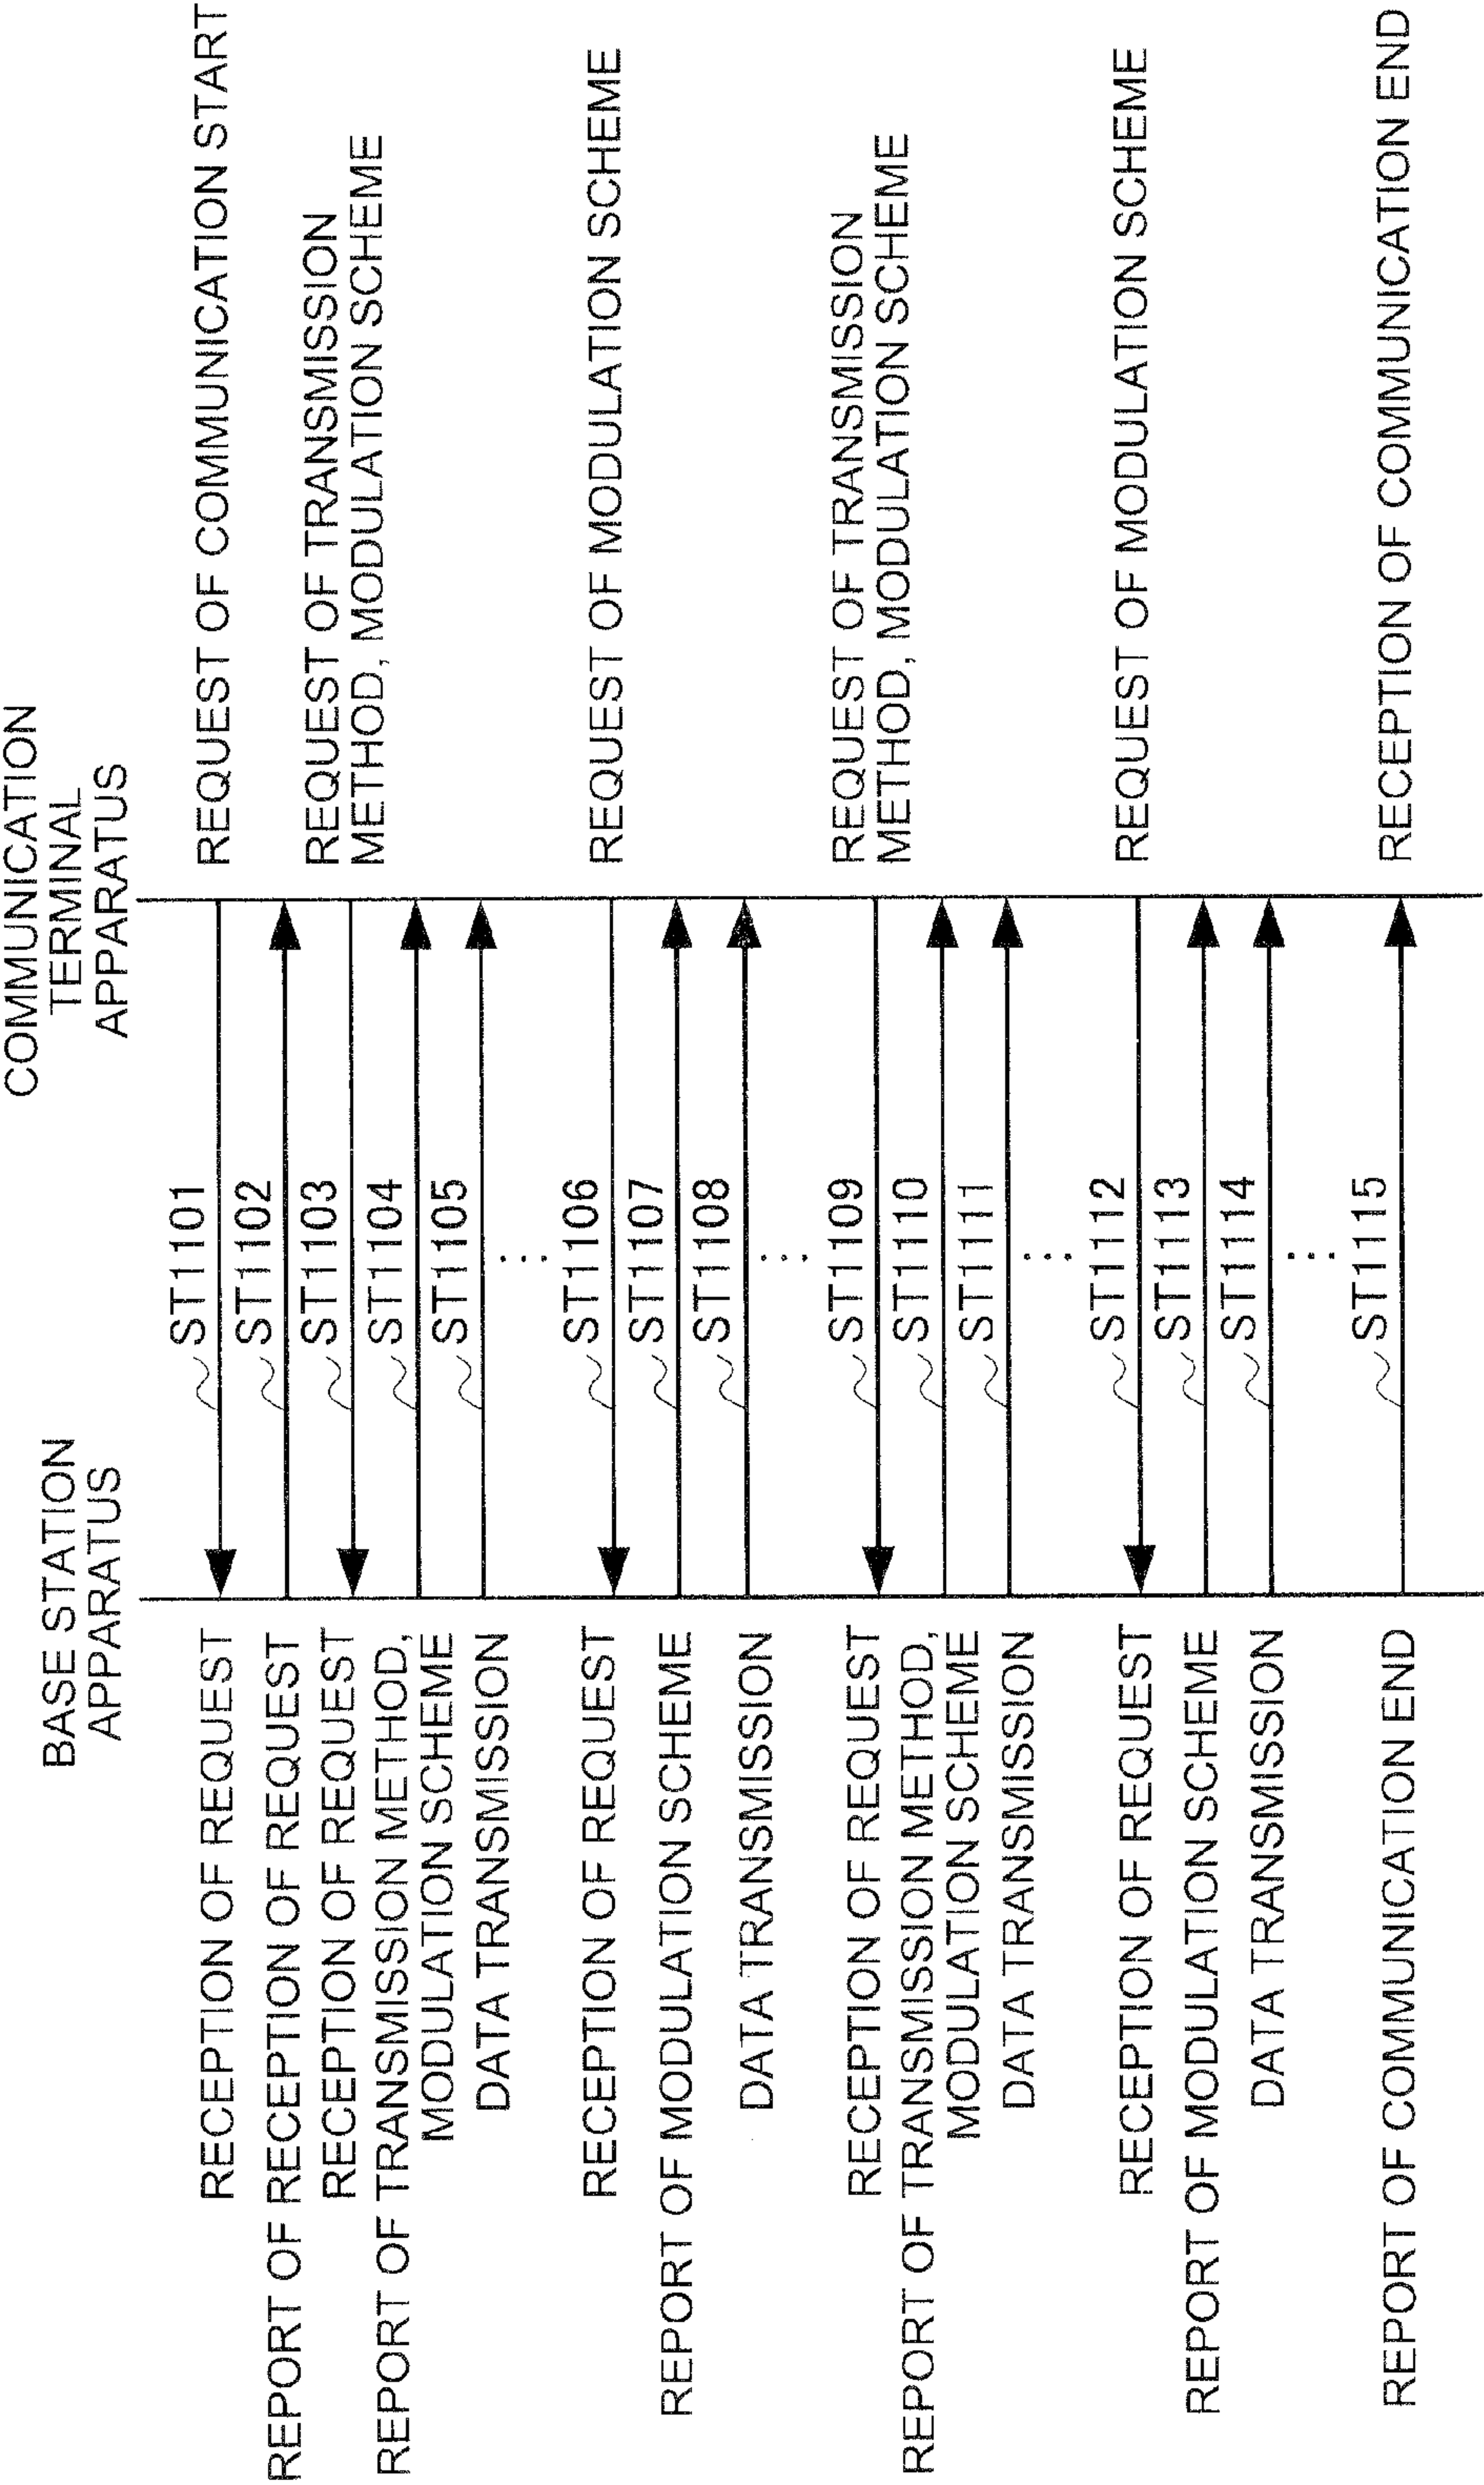 BASE STATION
APPARATUS
COMMUNICATION
TERMINAL
APPARATUS
RECEPTION OF REQUEST
ST1101
REQUEST OF COMMUNICATION START
REPORT OF RECEPTION OF REQUEST
ST1102
RECEPTION OF REQUEST
ST1103
REQUEST OF TRANSMISSION
METHOD, MODULATION SCHEME
REPORT OF TRANSMISSION METHOD,
MODULATION SCHEME
ST1104
DATA TRANSMISSION
ST1105
...
RECEPTION OF REQUEST
ST1106
REQUEST OF MODULATION SCHEME
REPORT OF MODULATION SCHEME
ST1107
DATA TRANSMISSION
ST1108
...
RECEPTION OF REQUEST
ST1109
REQUEST OF TRANSMISSION
METHOD, MODULATION SCHEME
REPORT OF TRANSMISSION METHOD,
MODULATION SCHEME
ST1110
DATA TRANSMISSION
ST1111
...
RECEPTION OF REQUEST
ST1112
REQUEST OF MODULATION SCHEME
REPORT OF MODULATION SCHEME
ST1113
DATA TRANSMISSION
ST1114
...
REPORT OF COMMUNICATION END
ST1115
RECEPTION OF COMMUNICATION END